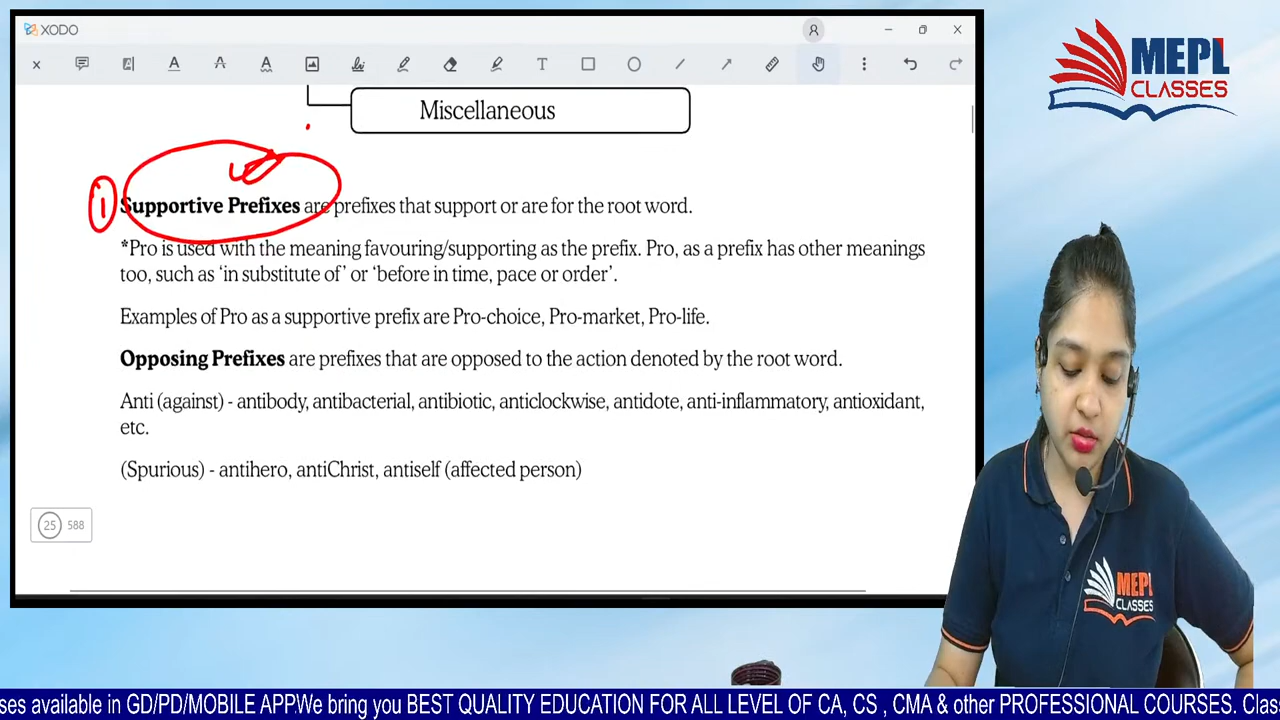 XODO
MEPL
CLASSES
Miscellaneous
1 Supportive Prefixes are prefixes that support or are for the root word.
*Pro is used with the meaning favouring/supporting as the prefix. Pro, as a prefix has other meanings
too, such as ‘in substitute of’ or ‘before in time, pace or order’.
Examples of Pro as a supportive prefix are Pro-choice, Pro-market, Pro-life.
Opposing Prefixes are prefixes that are opposed to the action denoted by the root word.
Anti (against) - antibody, antibacterial, antibiotic, anticlockwise, antidote, anti-inflammatory, antioxidant,
etc.
(Spurious) - antihero, antiChrist, antiself (affected person)
25 588
MEPL
CLASSES
ses available in GD/PD/MOBILE APPWe bring you BEST QUALITY EDUCATION FOR ALL LEVEL OF CA, CS , CMA & other PROFESSIONAL COURSES. Clas